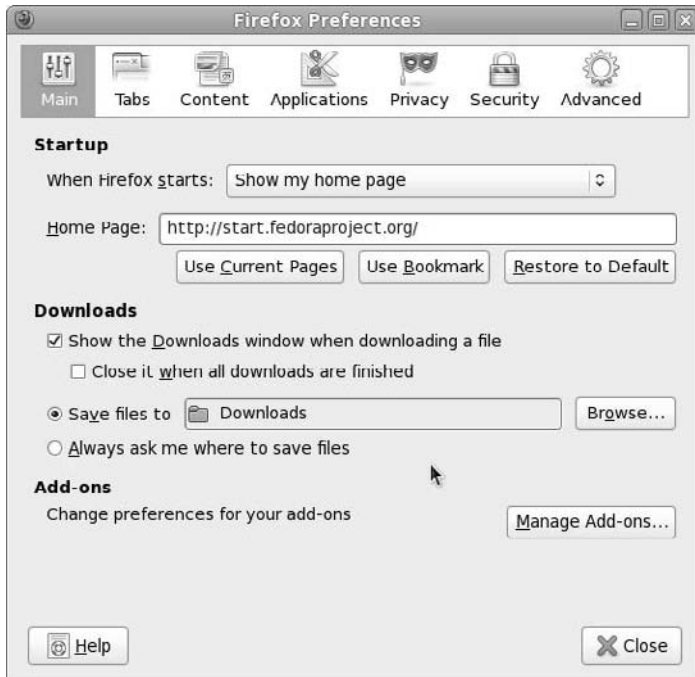 Firefox Preferences
Main Tabs Content Applications Privacy Security Advanced
Startup
When Firefox starts: Show my home page
Home Page: http://start.fedoraproject.org/
Use Current Pages Use Bookmark Restore to Default
Downloads
Show the Downloads window when downloading a file
Close it when all downloads are finished
Save files to Downloads Browse...
Always ask me where to save files
Add-ons
Change preferences for your add-ons Manage Add-ons...
Help Close